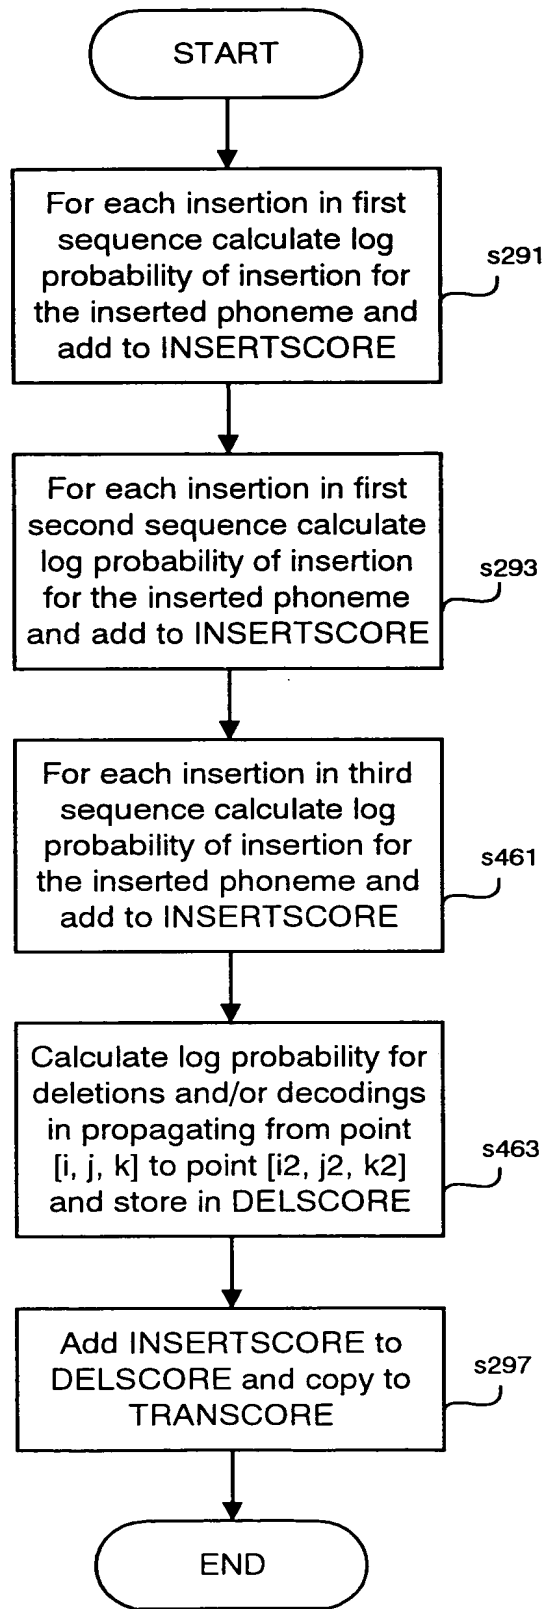 START
For each insertion in first
sequence calculate log
probability of insertion for
the inserted phoneme and
add to INSERTSCORE
s291
For each insertion in first
second sequence calculate
log probability of insertion
for the inserted phoneme
and add to INSERTSCORE
s293
For each insertion in third
sequence calculate log
probability of insertion for
the inserted phoneme and
add to INSERTSCORE
s461
Calculate log probability for
deletions and/or decodings
in propagating from point
[i, j, k] to point [i2, j2, k2]
and store in DELSCORE
s463
Add INSERTSCORE to
DELSCORE and copy to
TRANSCORE
s297
END